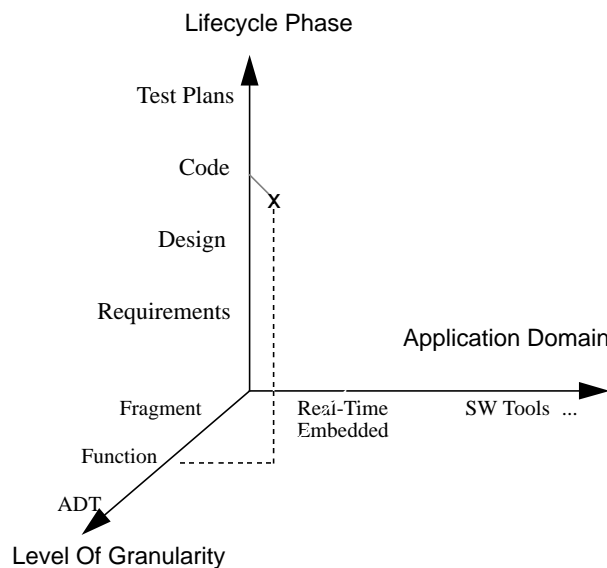 Lifecycle Phase
Test Plans
Code
x
Design
Requirements
Application Domain
Fragment
Real-Time
Embedded
SW Tools ...
Function
ADT
Level Of Granularity